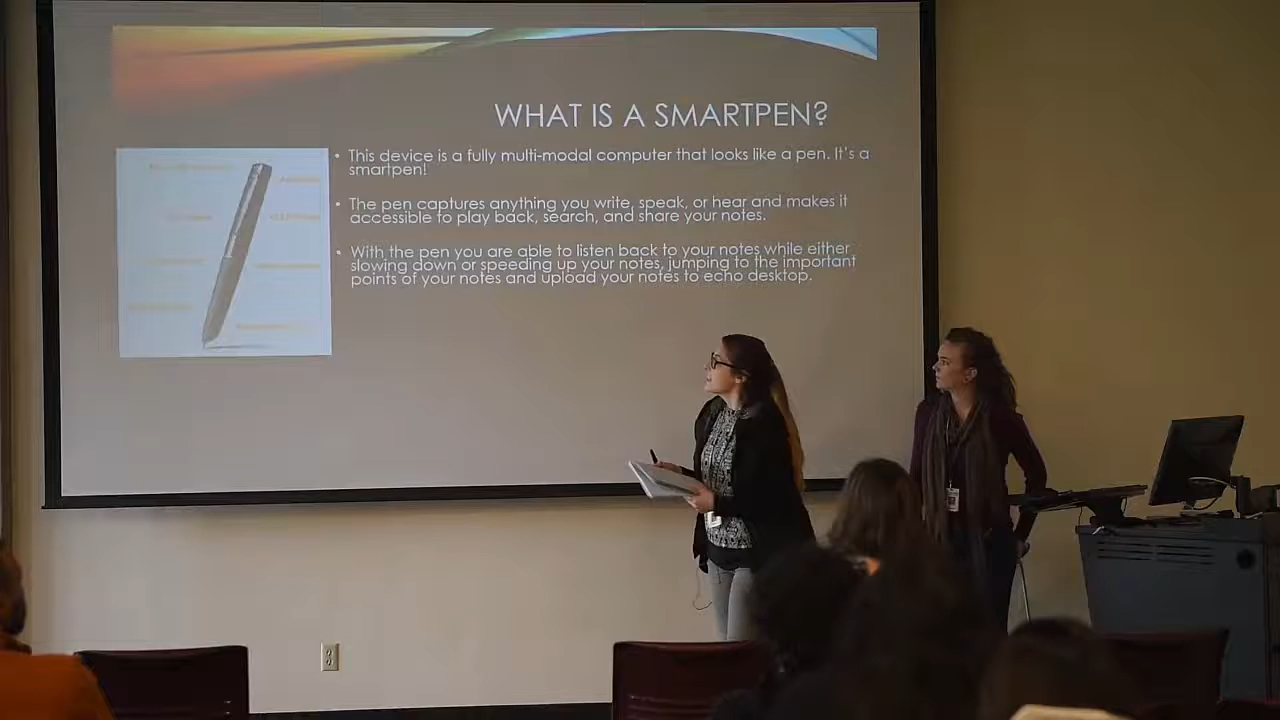 WHAT IS A SMARTPEN?
• This device is a fully multi-modal computer that looks like a pen. It's a
smartpen!
• The pen captures anything you write, speak, or hear and makes it
accessible to play back, search, and share your notes.
• With the pen you are able to listen back to your notes while either
slowing down or speeding up your notes, jumping to the important
points of your notes and upload your notes to echo desktop.